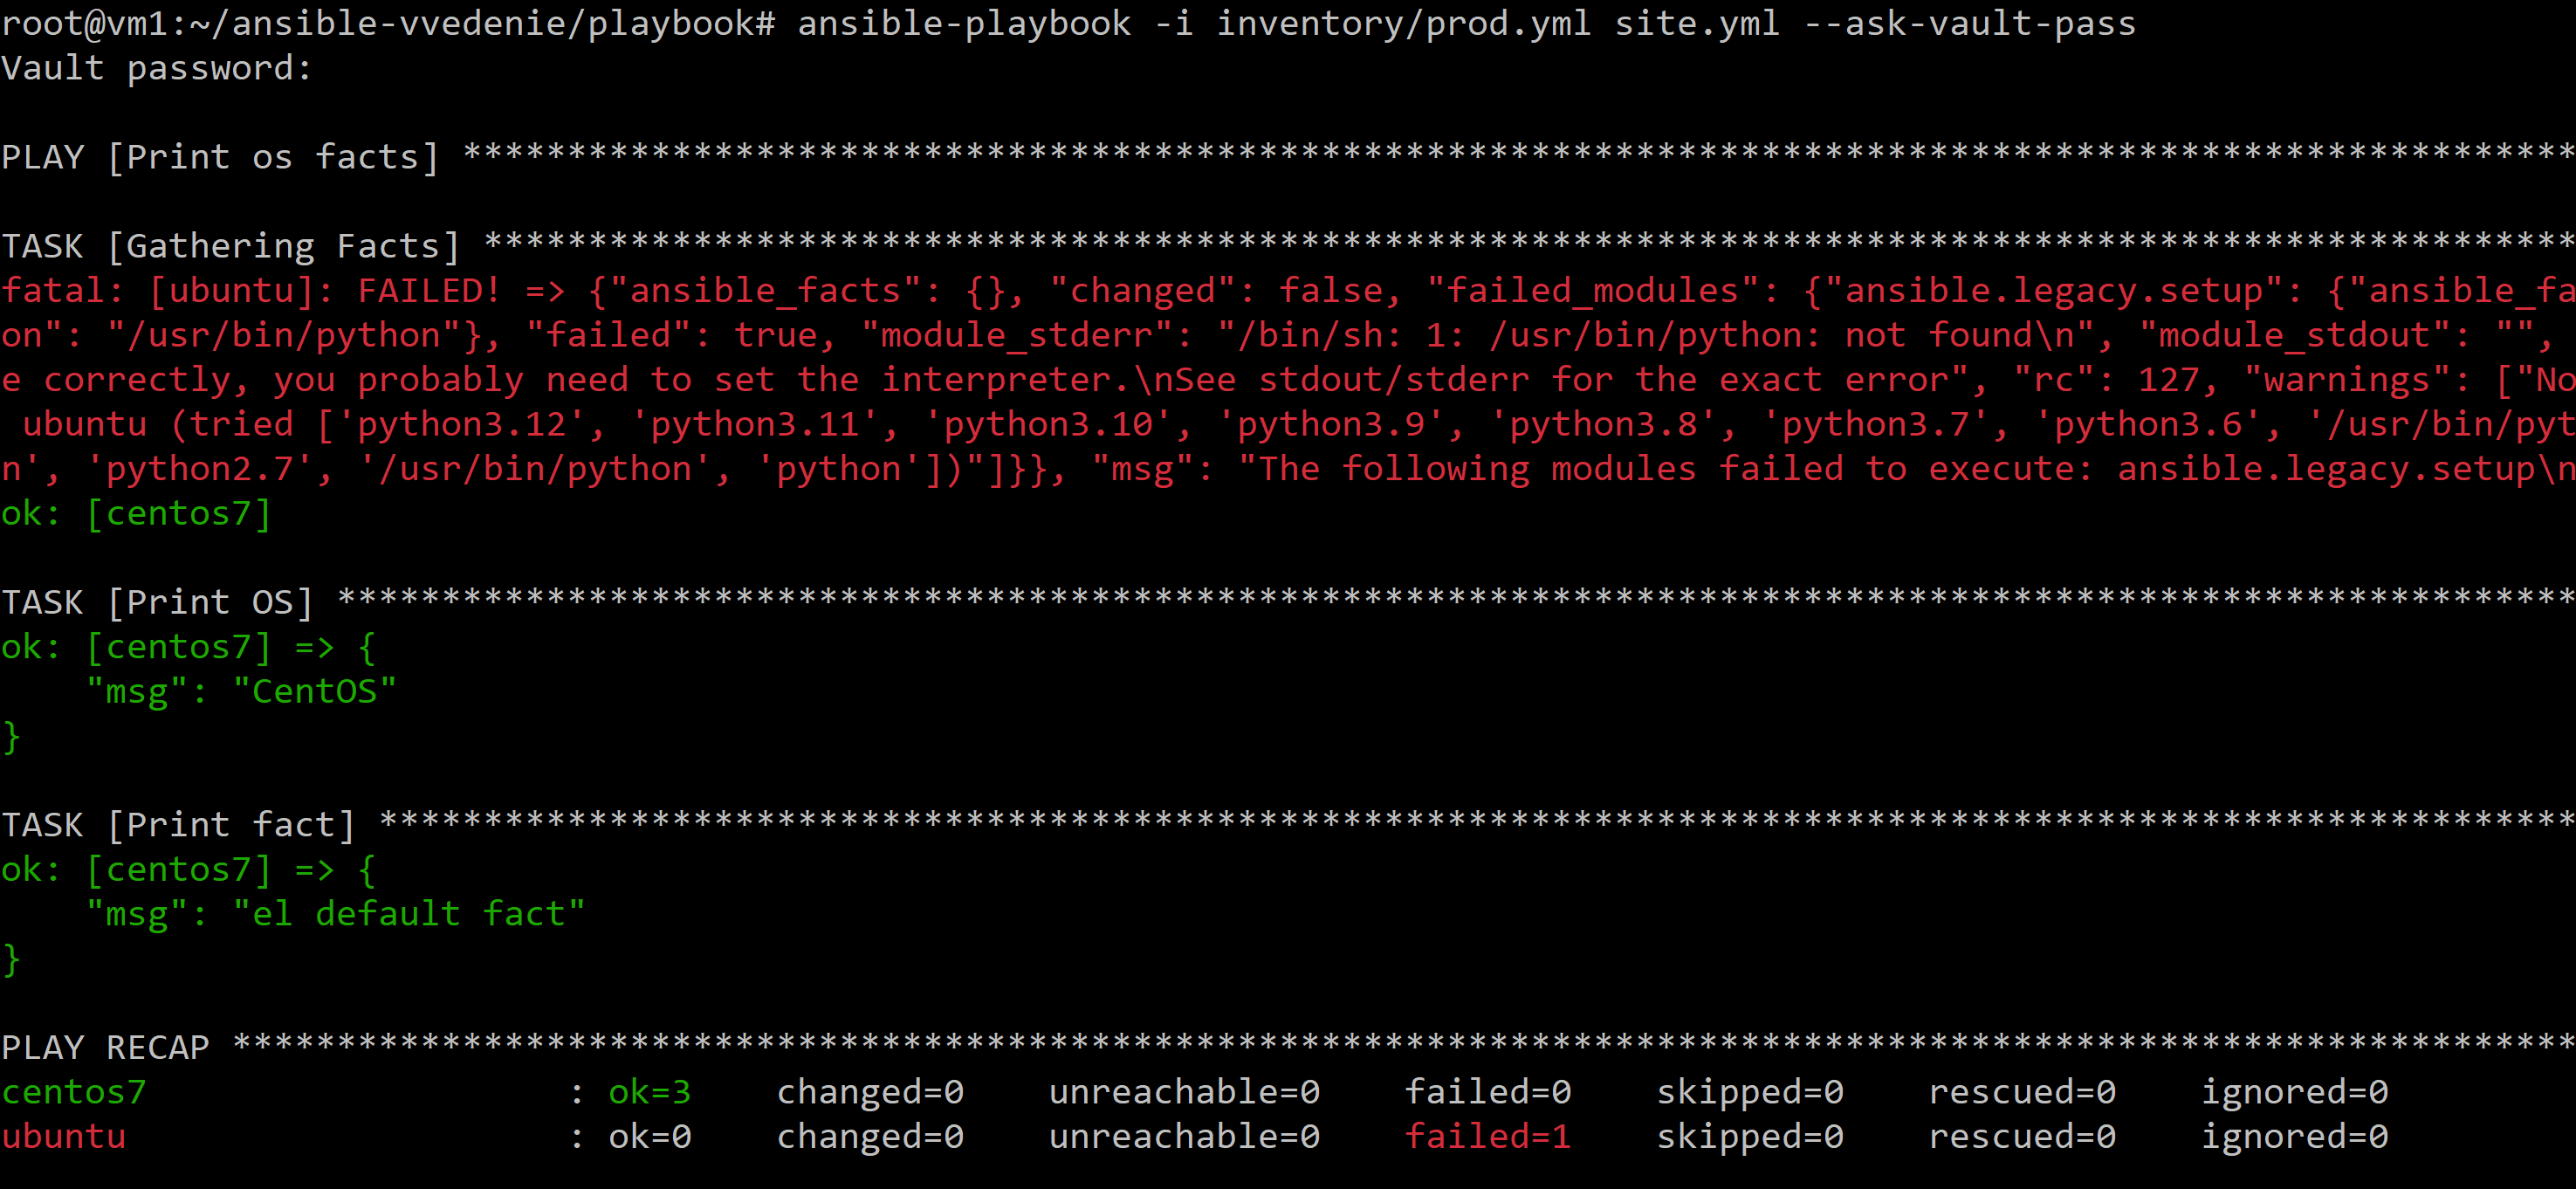 root@vm1:~/ansible-vvedenie/playbook# ansible-playbook -i inventory/prod.yml site.yml --ask-vault-pass
Vault password:
PLAY [Print os facts] *****************************************************************************************************
TASK [Gathering Facts] ****************************************************************************************************
fatal: [ubuntu]: FAILED! => {"ansible_facts": {}, "changed": false, "failed_modules": {"ansible.legacy.setup": {"ansible_fa
on": "/usr/bin/python"}, "failed": true, "module_stderr": "/bin/sh: 1: /usr/bin/python: not found\n", "module_stdout": "",
e correctly, you probably need to set the interpreter.\nSee stdout/stderr for the exact error", "rc": 127, "warnings": ["No
 ubuntu (tried ['python3.12', 'python3.11', 'python3.10', 'python3.9', 'python3.8', 'python3.7', 'python3.6', '/usr/bin/pyt
n', 'python2.7', '/usr/bin/python', 'python'])"]}}, "msg": "The following modules failed to execute: ansible.legacy.setup\n
ok: [centos7]
TASK [Print OS] ***********************************************************************************************************
ok: [centos7] => {
    "msg": "CentOS"
}
TASK [Print fact] *********************************************************************************************************
ok: [centos7] => {
    "msg": "el default fact"
}
PLAY RECAP ****************************************************************************************************************
centos7                    : ok=3    changed=0    unreachable=0    failed=0    skipped=0    rescued=0    ignored=0
ubuntu                     : ok=0    changed=0    unreachable=0    failed=1    skipped=0    rescued=0    ignored=0